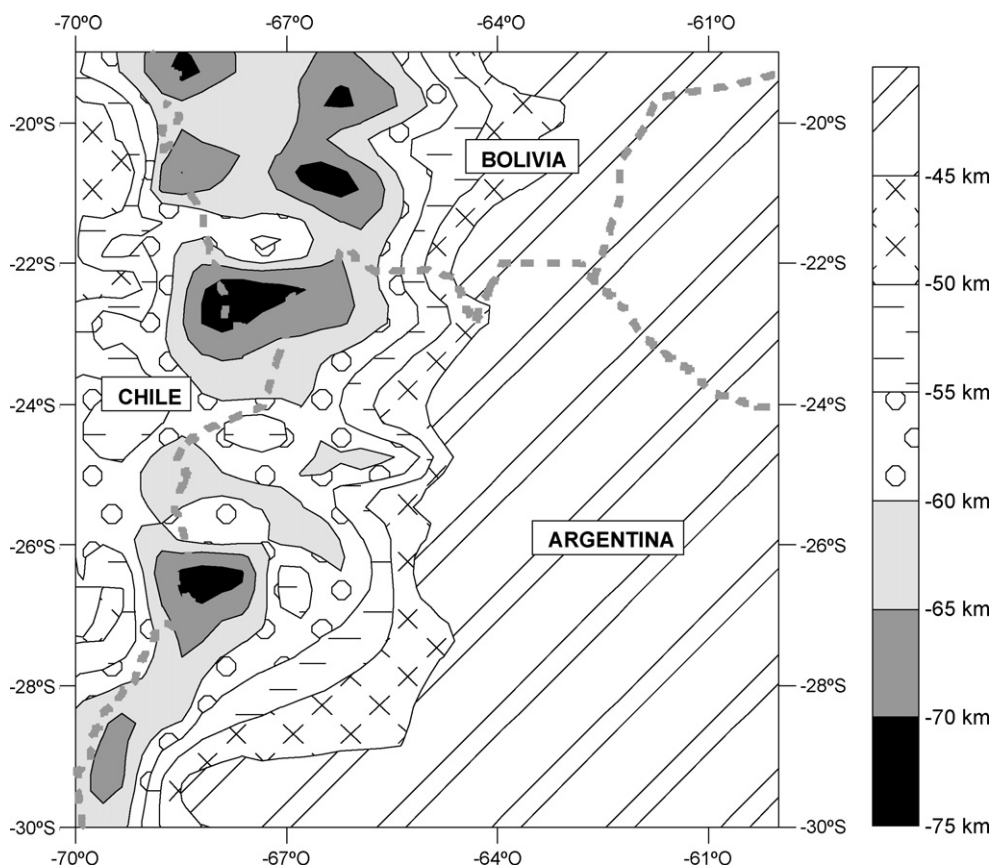 -70ºO -67ºO -64ºO -61ºO
-20ºS -20ºS
BOLIVIA
-45 km
-22ºS -22ºS
-50 km
-55 km
CHILE
-24ºS -24ºS
-60 km
ARGENTINA
-26ºS -26ºS
-65 km
-28ºS -28ºS
-70 km
-30ºS -30ºS
-75 km
-70ºO -67ºO -64ºO -61ºO